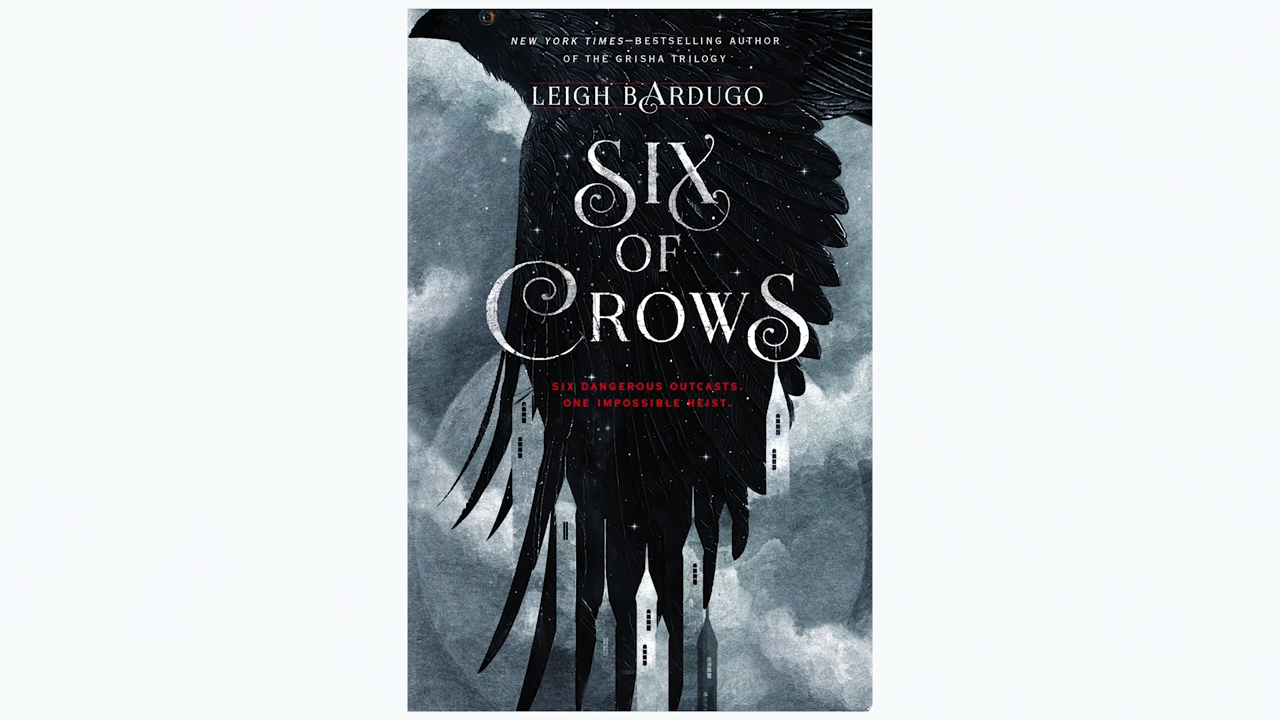 NEW YORK TIMES—BESTSELLING AUTHOR
OF THE GRISHA TRILOGY
LEIGH BARDUGO
SIX
OF
CROWS
SIX DANGEROUS OUTCASTS.
ONE IMPOSSIBLE HEIST.